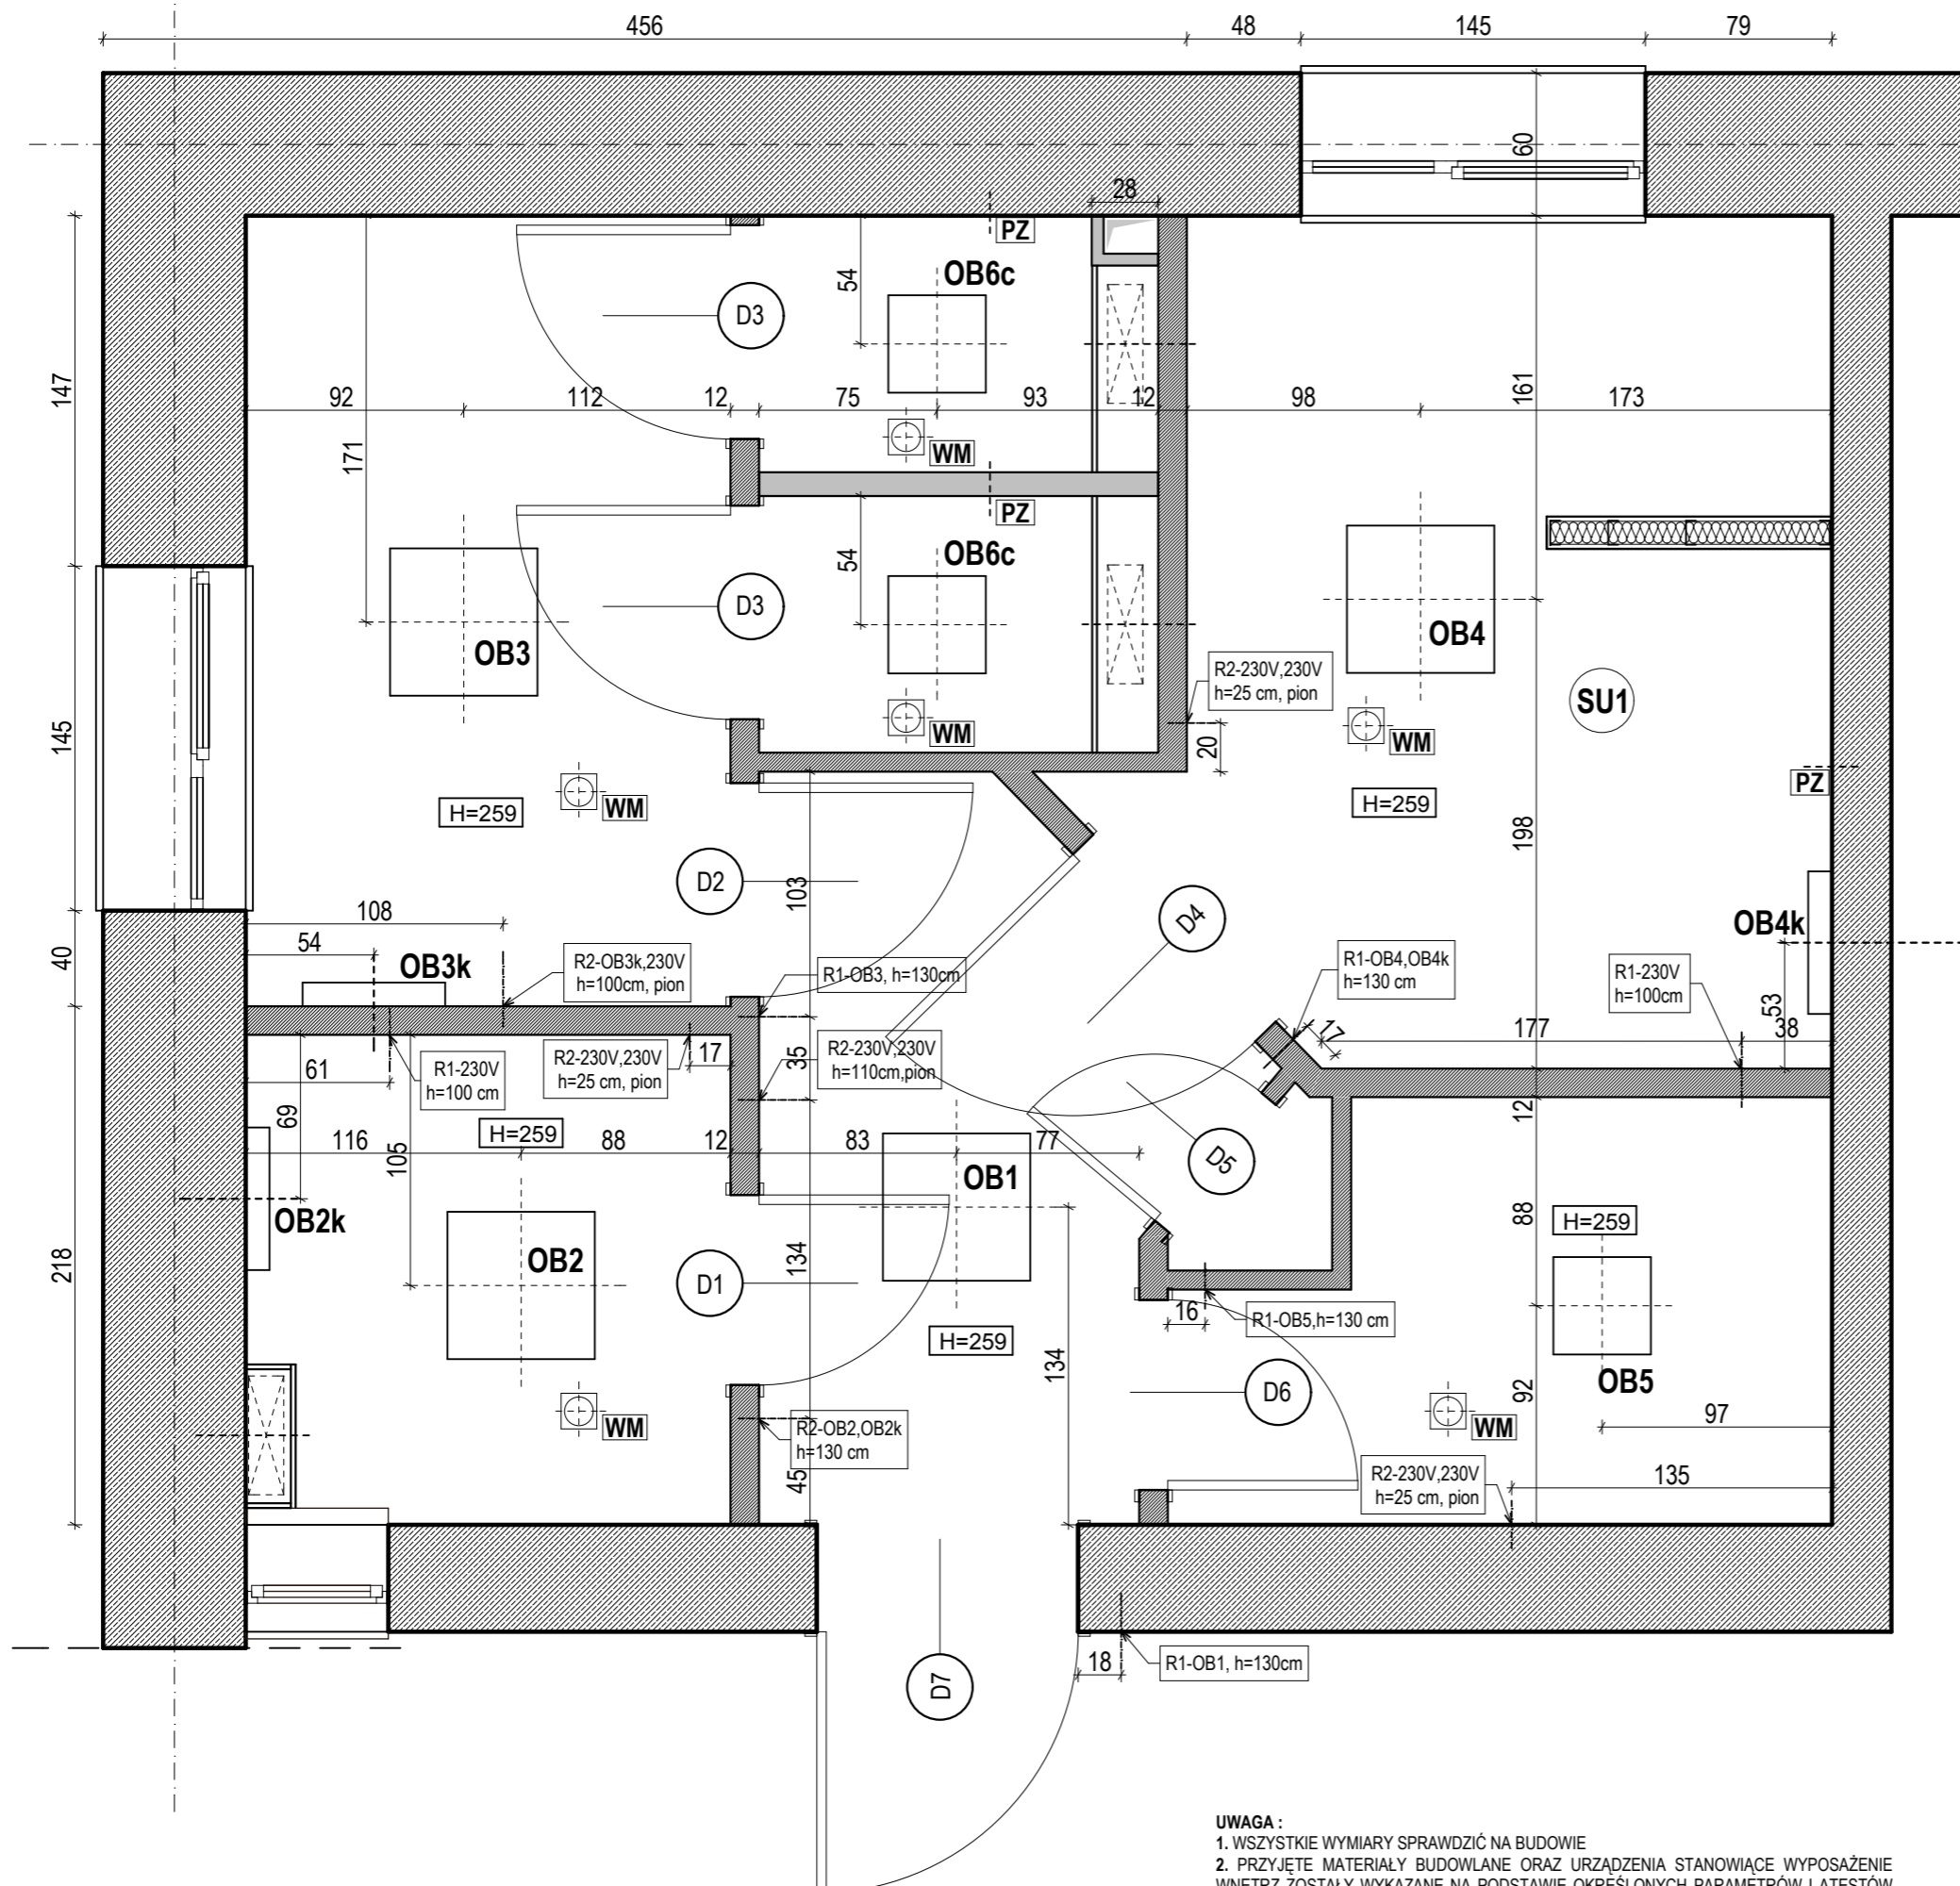 456
48
145
79
60
28
PZ
OB6c
54
D3
147
92
112
12
75
93
12
98
161
173
171
WM
PZ
OB6c
54
D3
OB3
OB4
R2-230V,230V
h=25 cm, pion
SU1
145
WM
20
WM
PZ
H=259
WM
H=259
198
D2
103
D4
108
OB4k
54
OB3k
R2-OB3k,230V
h=100cm, pion
R1-OB3, h=130cm
R1-OB4,OB4k
h=130 cm
R1-230V
h=100cm
40
53
17
177
38
R1-230V
h=100 cm
R2-230V,230V
h=25 cm, pion
17
35
R2-230V,230V
h=110cm,pion
61
69
H=259
12
116
105
88
12
83
77
D5
OB1
OB2k
88
H=259
218
OB2
D1
134
16
R1-OB5,h=130 cm
H=259
134
OB5
D6
92
WM
R2-OB2,OB2k
h=130 cm
WM
97
45
R2-230V,230V
h=25 cm, pion
135
D7
18
R1-OB1, h=130cm
UWAGA :
1. WSZYSTKIE WYMIARY SPRAWDZIĆ NA BUDOWIE
2. PRZYJĘTE MATERIAŁY BUDOWLANE ORAZ URZĄDZENIA STANOWIĄCE WYPOSAŻENIE
WNĘTRZ ZOSTAŁY WYKAZANE NA PODSTAWIE OKREŚLONYCH PARAMETRÓW I ATESTÓW